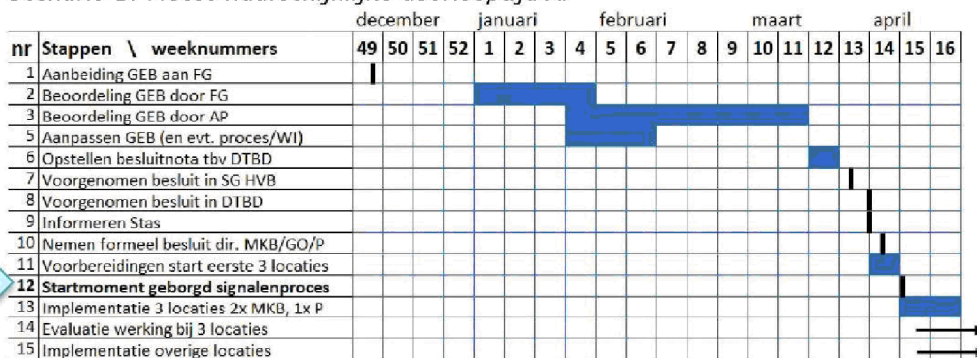 december januari februari maart april
nr Stappen \ weeknummers 49 50 51 52 1 2 3 4 5 6 7 8 9 10 11 12 13 14 15 16
1 Aanbeiding GEB aan FG
2 Beoordeling GEB door FG
3 Beoordeling GEB door AP
5 Aanpassen GEB (en evt. proces/WI)
6 Opstellen besluitnota tbv DTBD
7 Voorgenomen besluit in SG HVB
8 Voorgenomen besluit in DTBD
9 Informeren Stas
10 Nemen formeel besluit dir. MKB/GO/P
11 Voorbereidingen start eerste 3 locaties
12 Startmoment geborgd signalenproces
13 Implementatie 3 locaties 2x MKB, 1x P
14 Evaluatie werking bij 3 locaties
15 Implementatie overige locaties